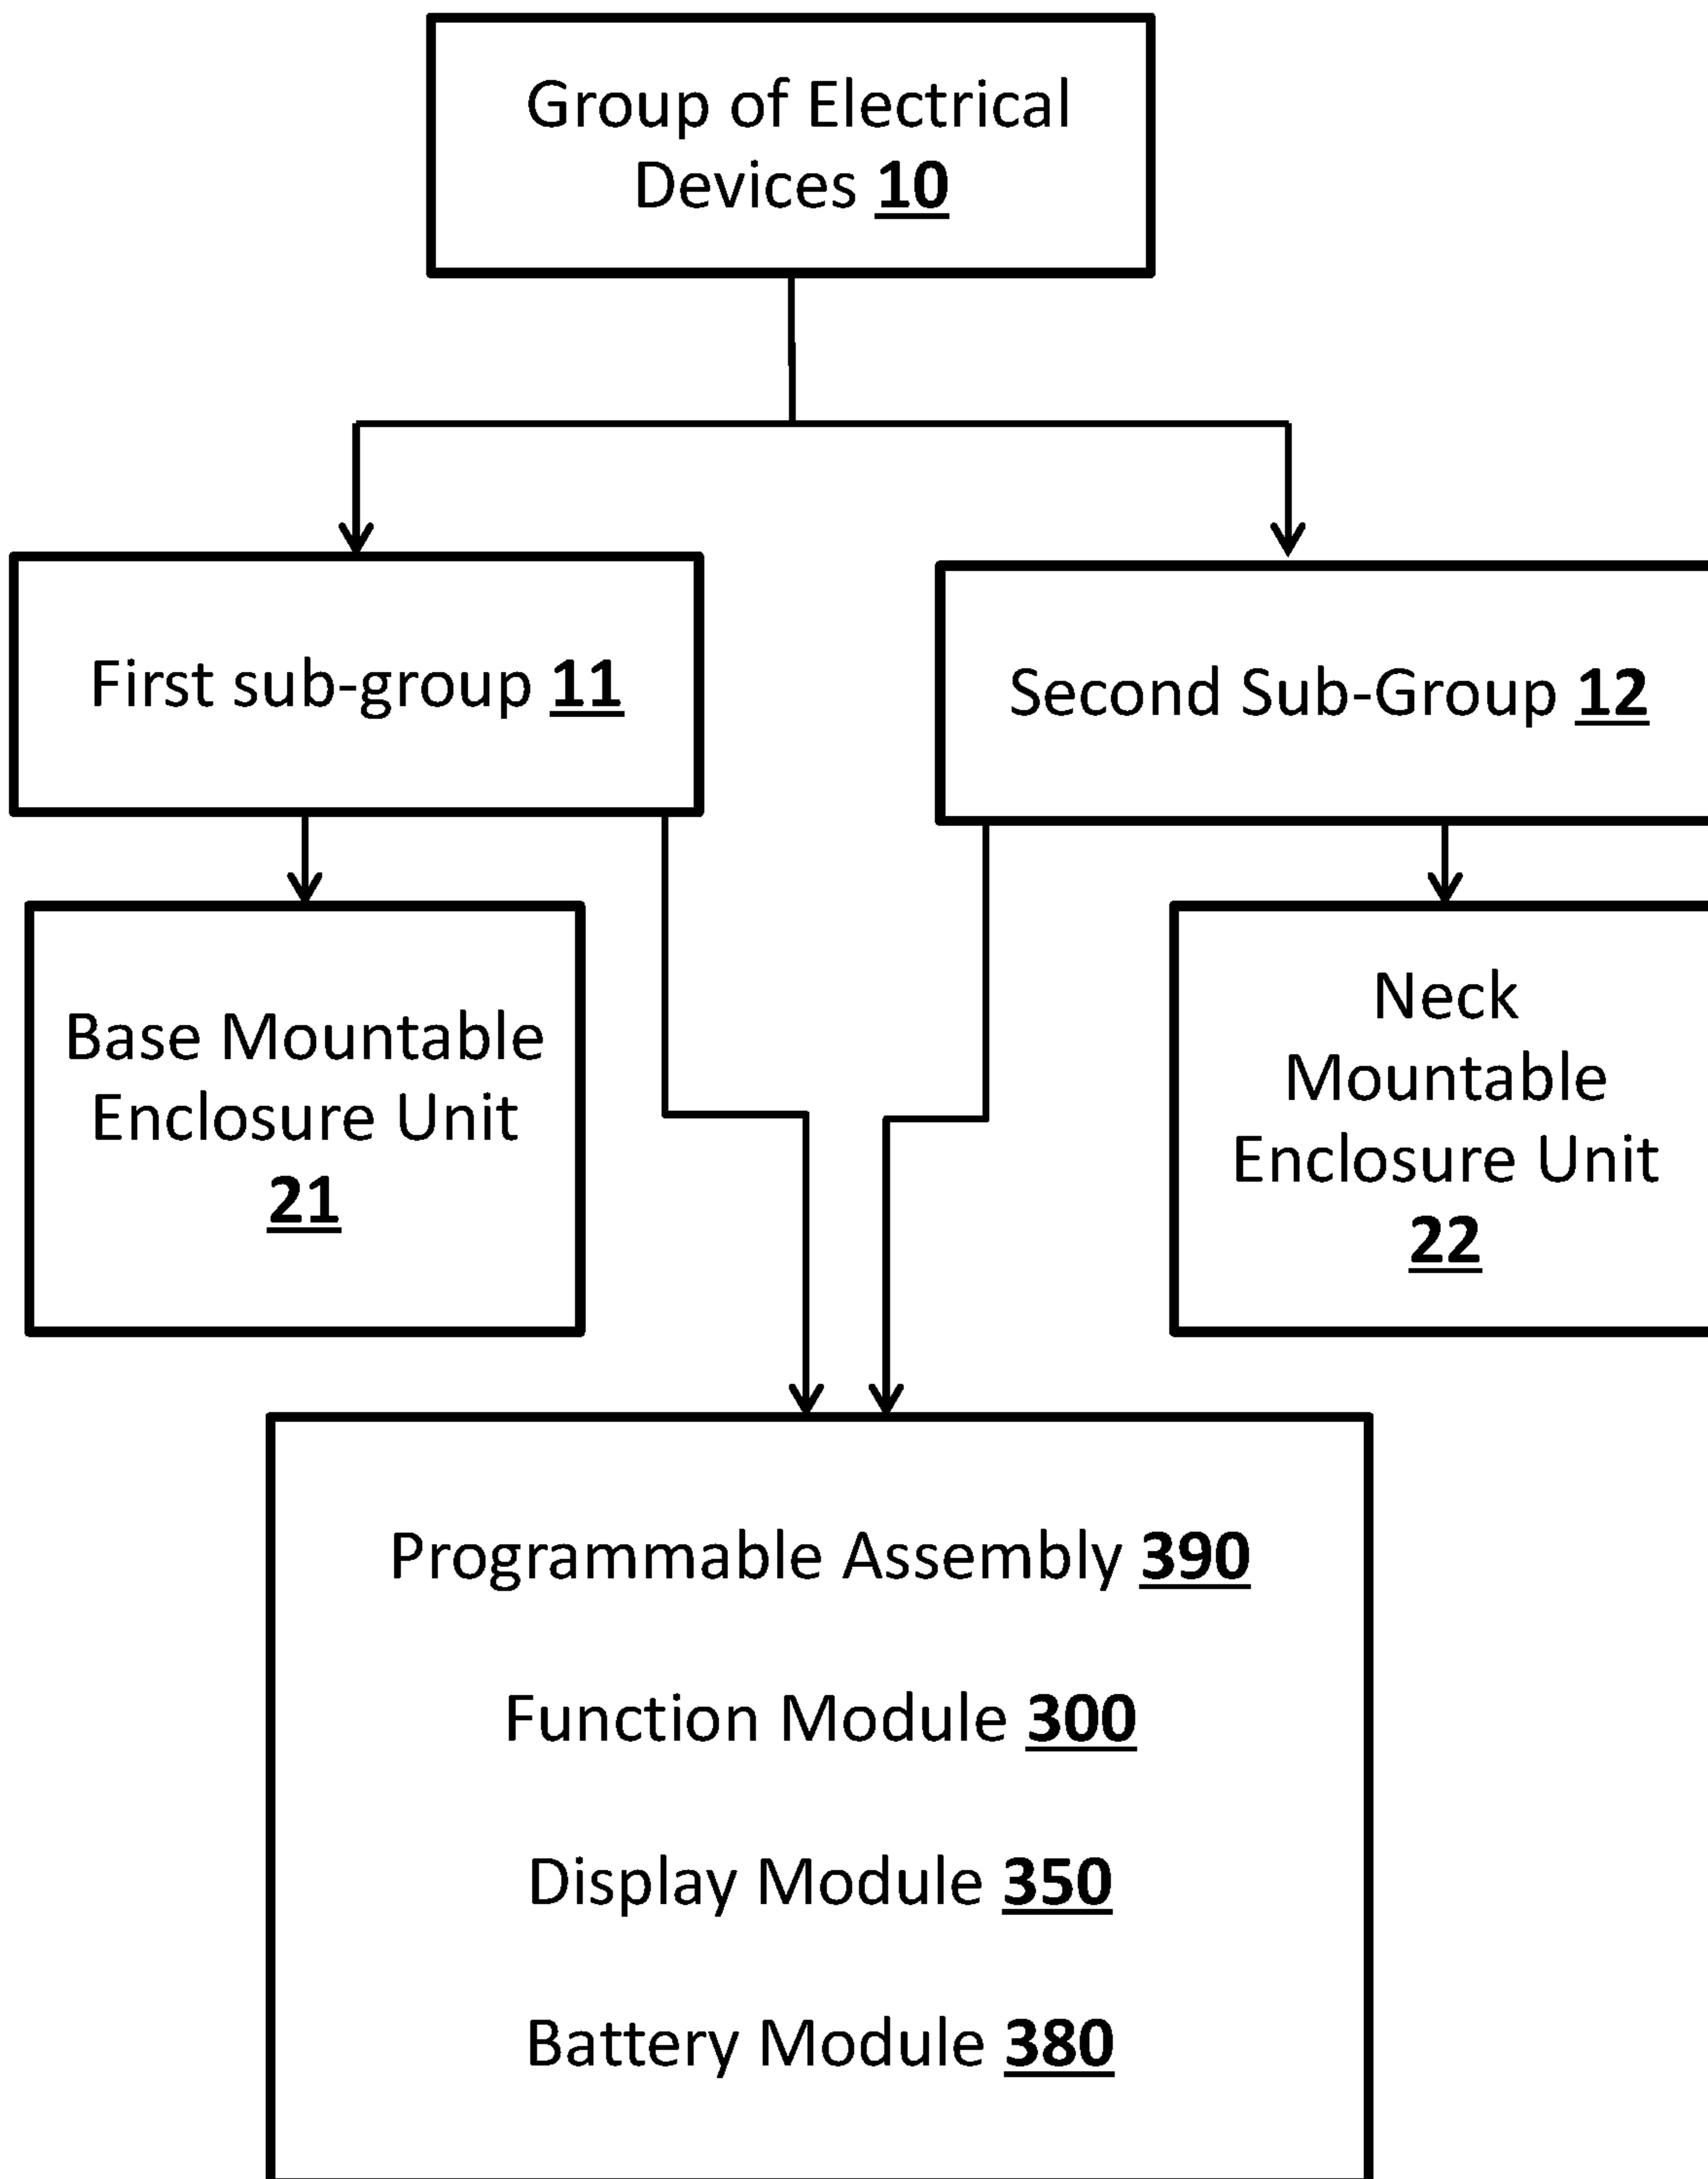 Group of Electrical
Devices 10
First sub-group 11
Second Sub-Group 12
Base Mountable
Enclosure Unit
21
Neck
Mountable
Enclosure Unit
22
Programmable Assembly 390
Function Module 300
Display Module 350
Battery Module 380